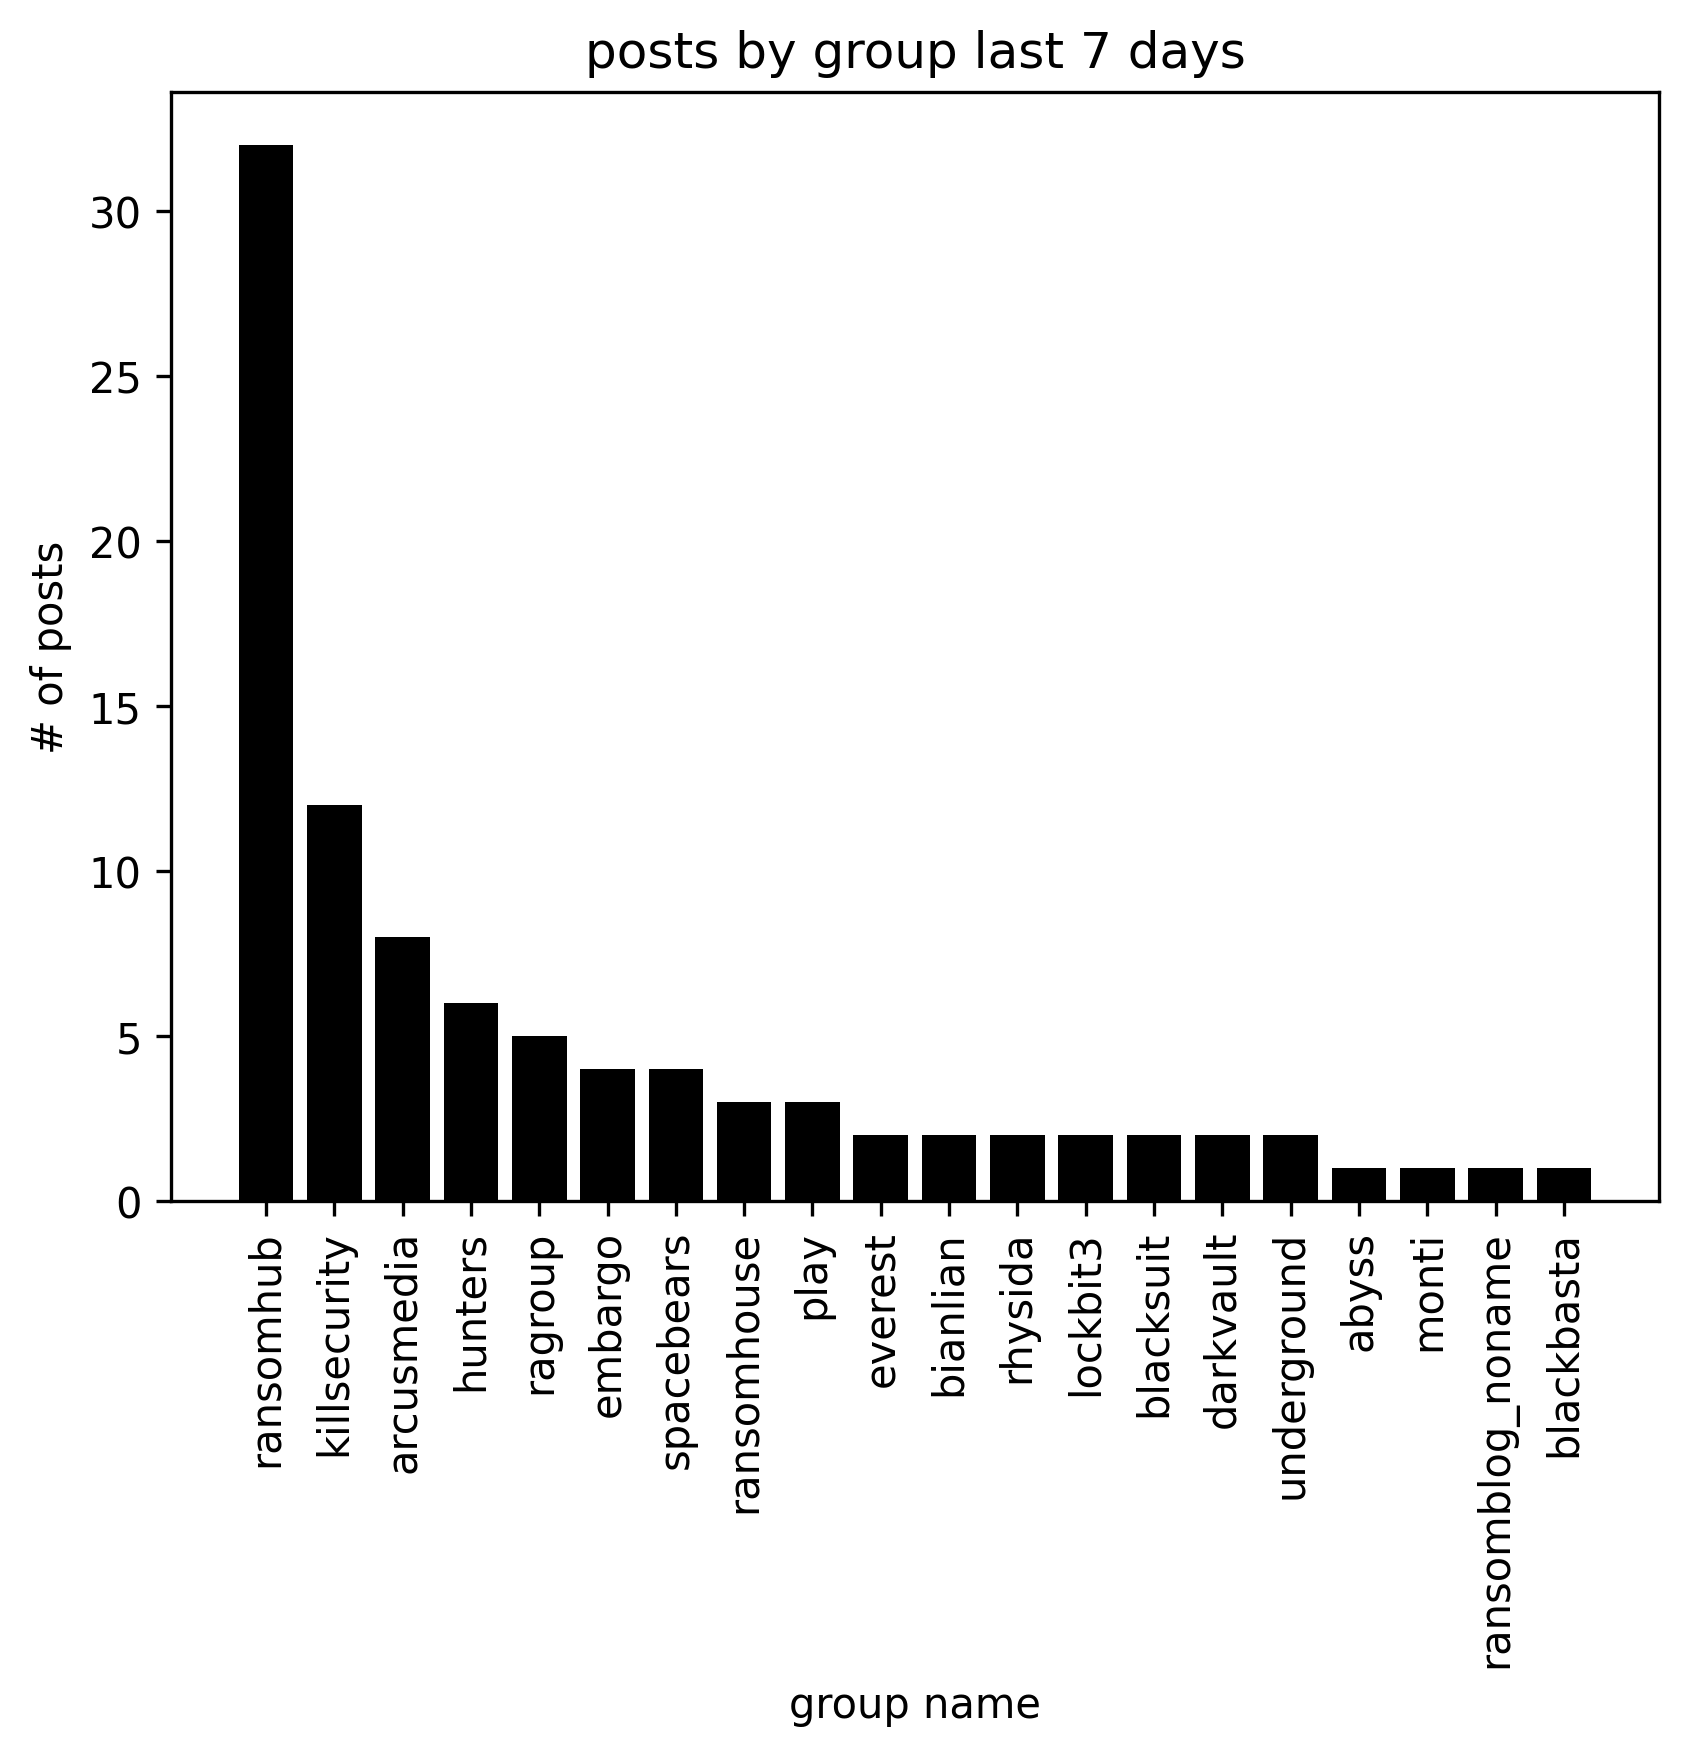 posts by group last 7 days
# of posts
30
25
20
15
10
5
0
ransomhub
killsecurity
arcusmedia
hunters
ragroup
embargo
spacebears
ransomhouse
play
everest
bianlian
rhysida
lockbit3
blacksuit
darkvault
underground
abyss
monti
ransomblog_noname
blackbasta
group name